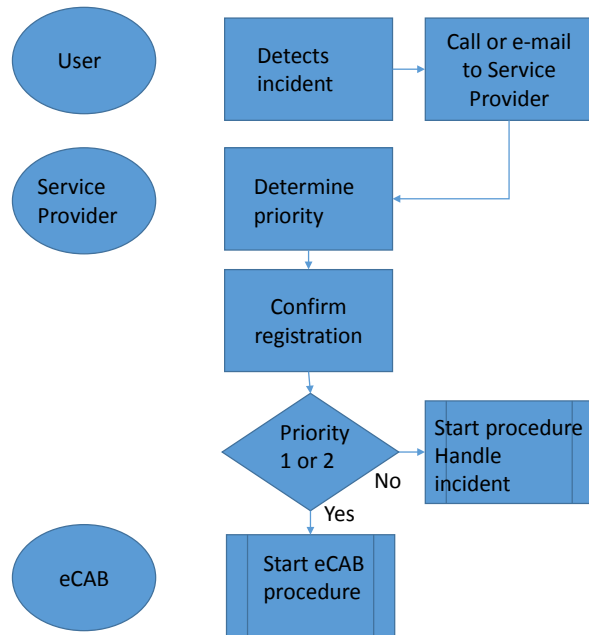 User
Detects
incident
Call or e-mail
to Service
Provider
Service
Provider
Determine
priority
Confirm
registration
Priority
1 or 2
No
Start procedure
Handle
incident
Yes
eCAB
Start eCAB
procedure